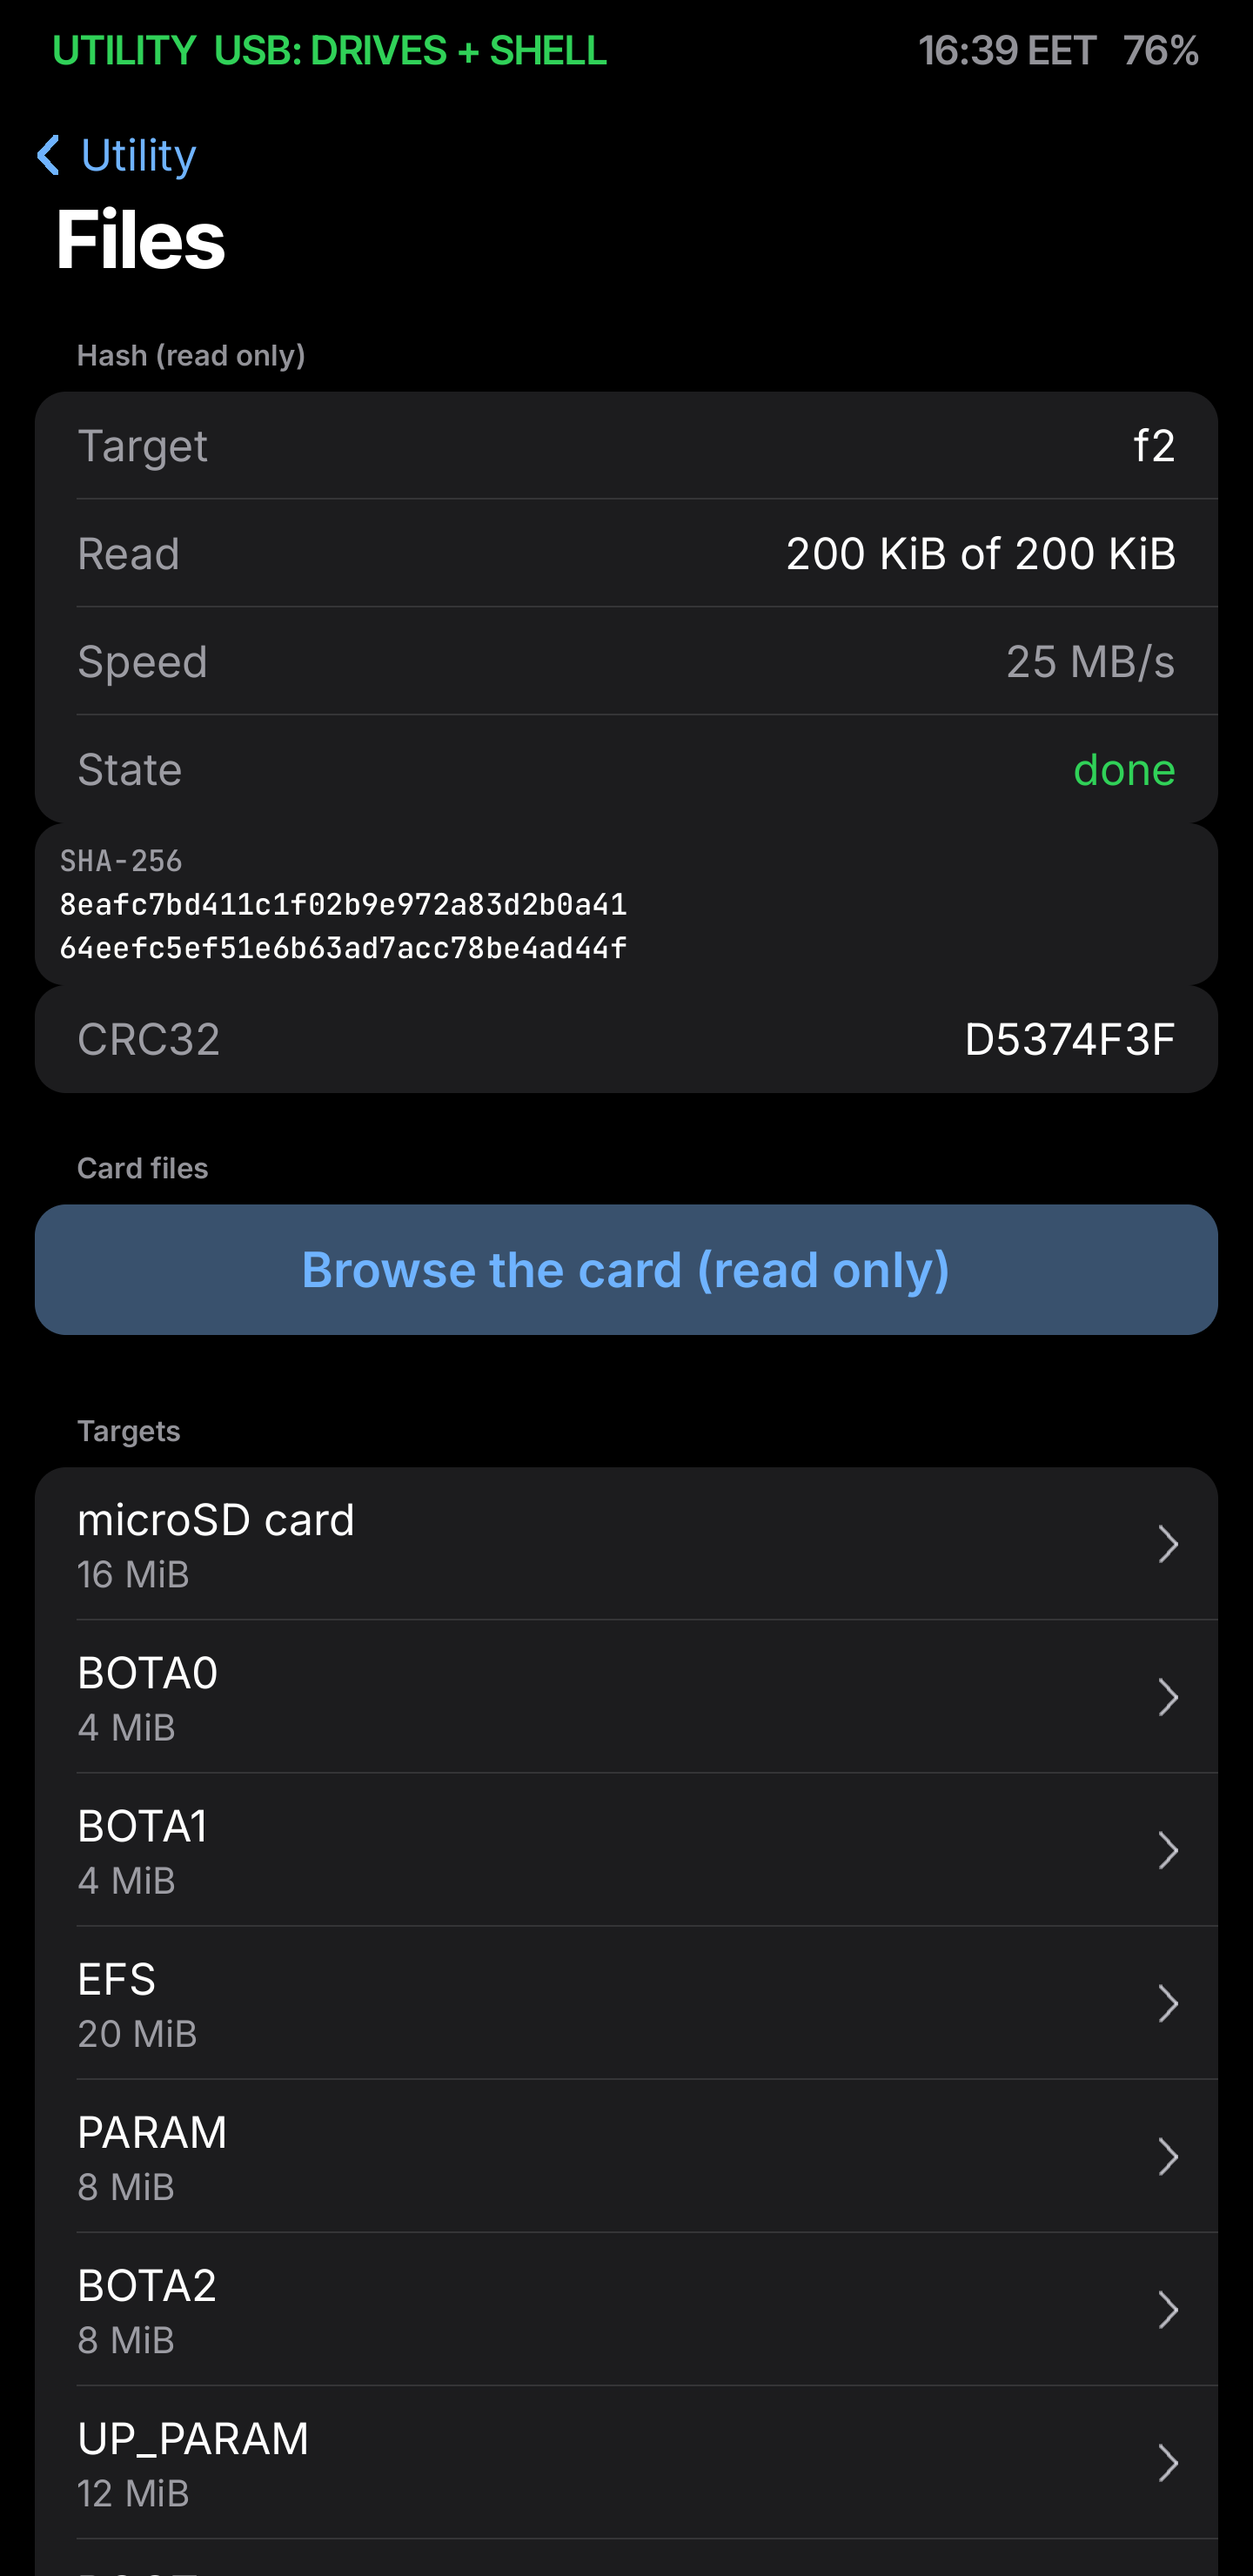 UTILITY USB: DRIVES + SHELL 16:39 EET 76%
Utility
Files
Hash (read only)
Target f2
Read 200 KiB of 200 KiB
Speed 25 MB/s
State done
SHA-256
8eafc7bd411c1f02b9e972a83d2b0a41
64eefc5ef51e6b63ad7acc78be4ad44f
CRC32 D5374F3F
Card files
Browse the card (read only)
Targets
microSD card
16 MiB
BOTA0
4 MiB
BOTA1
4 MiB
EFS
20 MiB
PARAM
8 MiB
BOTA2
8 MiB
UP_PARAM
12 MiB